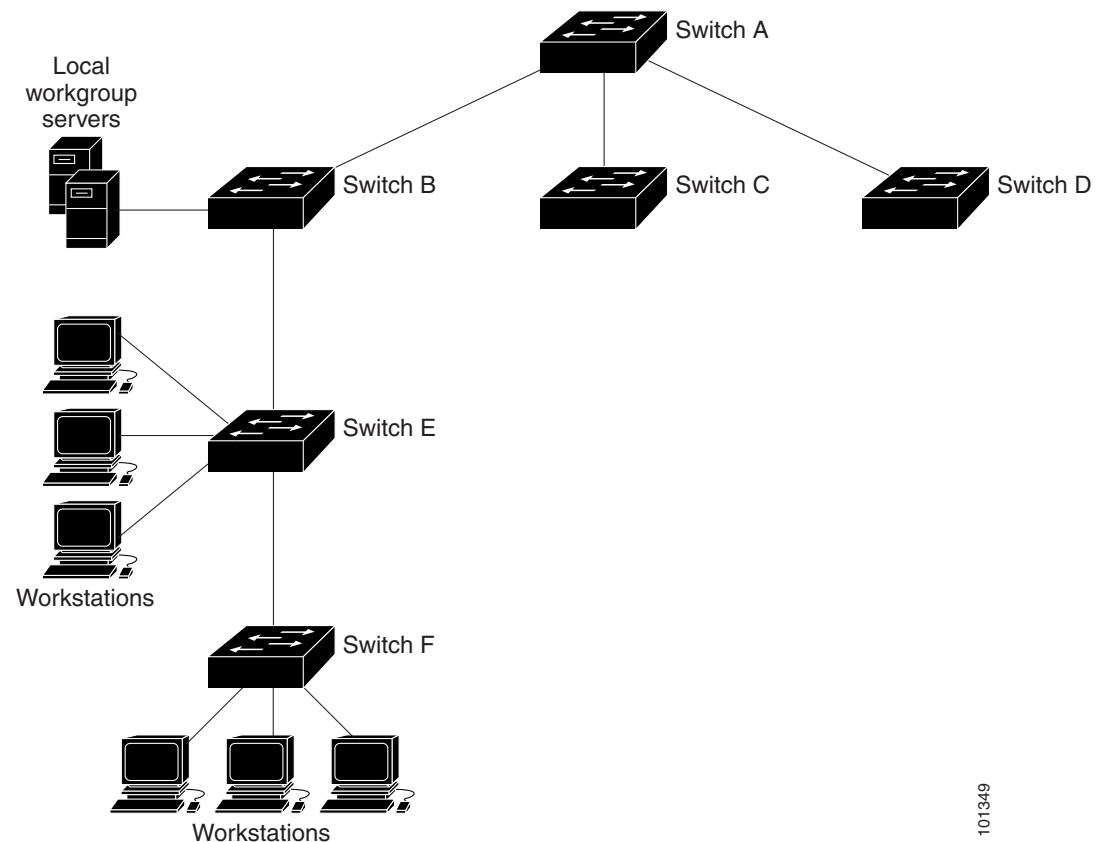 Switch A
Local
workgroup
servers
Switch B
Switch C
Switch D
Switch E
Workstations
Switch F
Workstations
101349